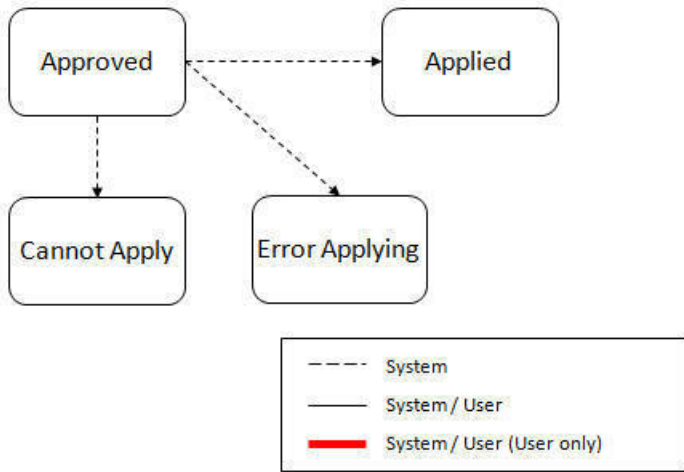 Approved
Applied
Cannot Apply
Error Applying
System
System / User
System / User (User only)